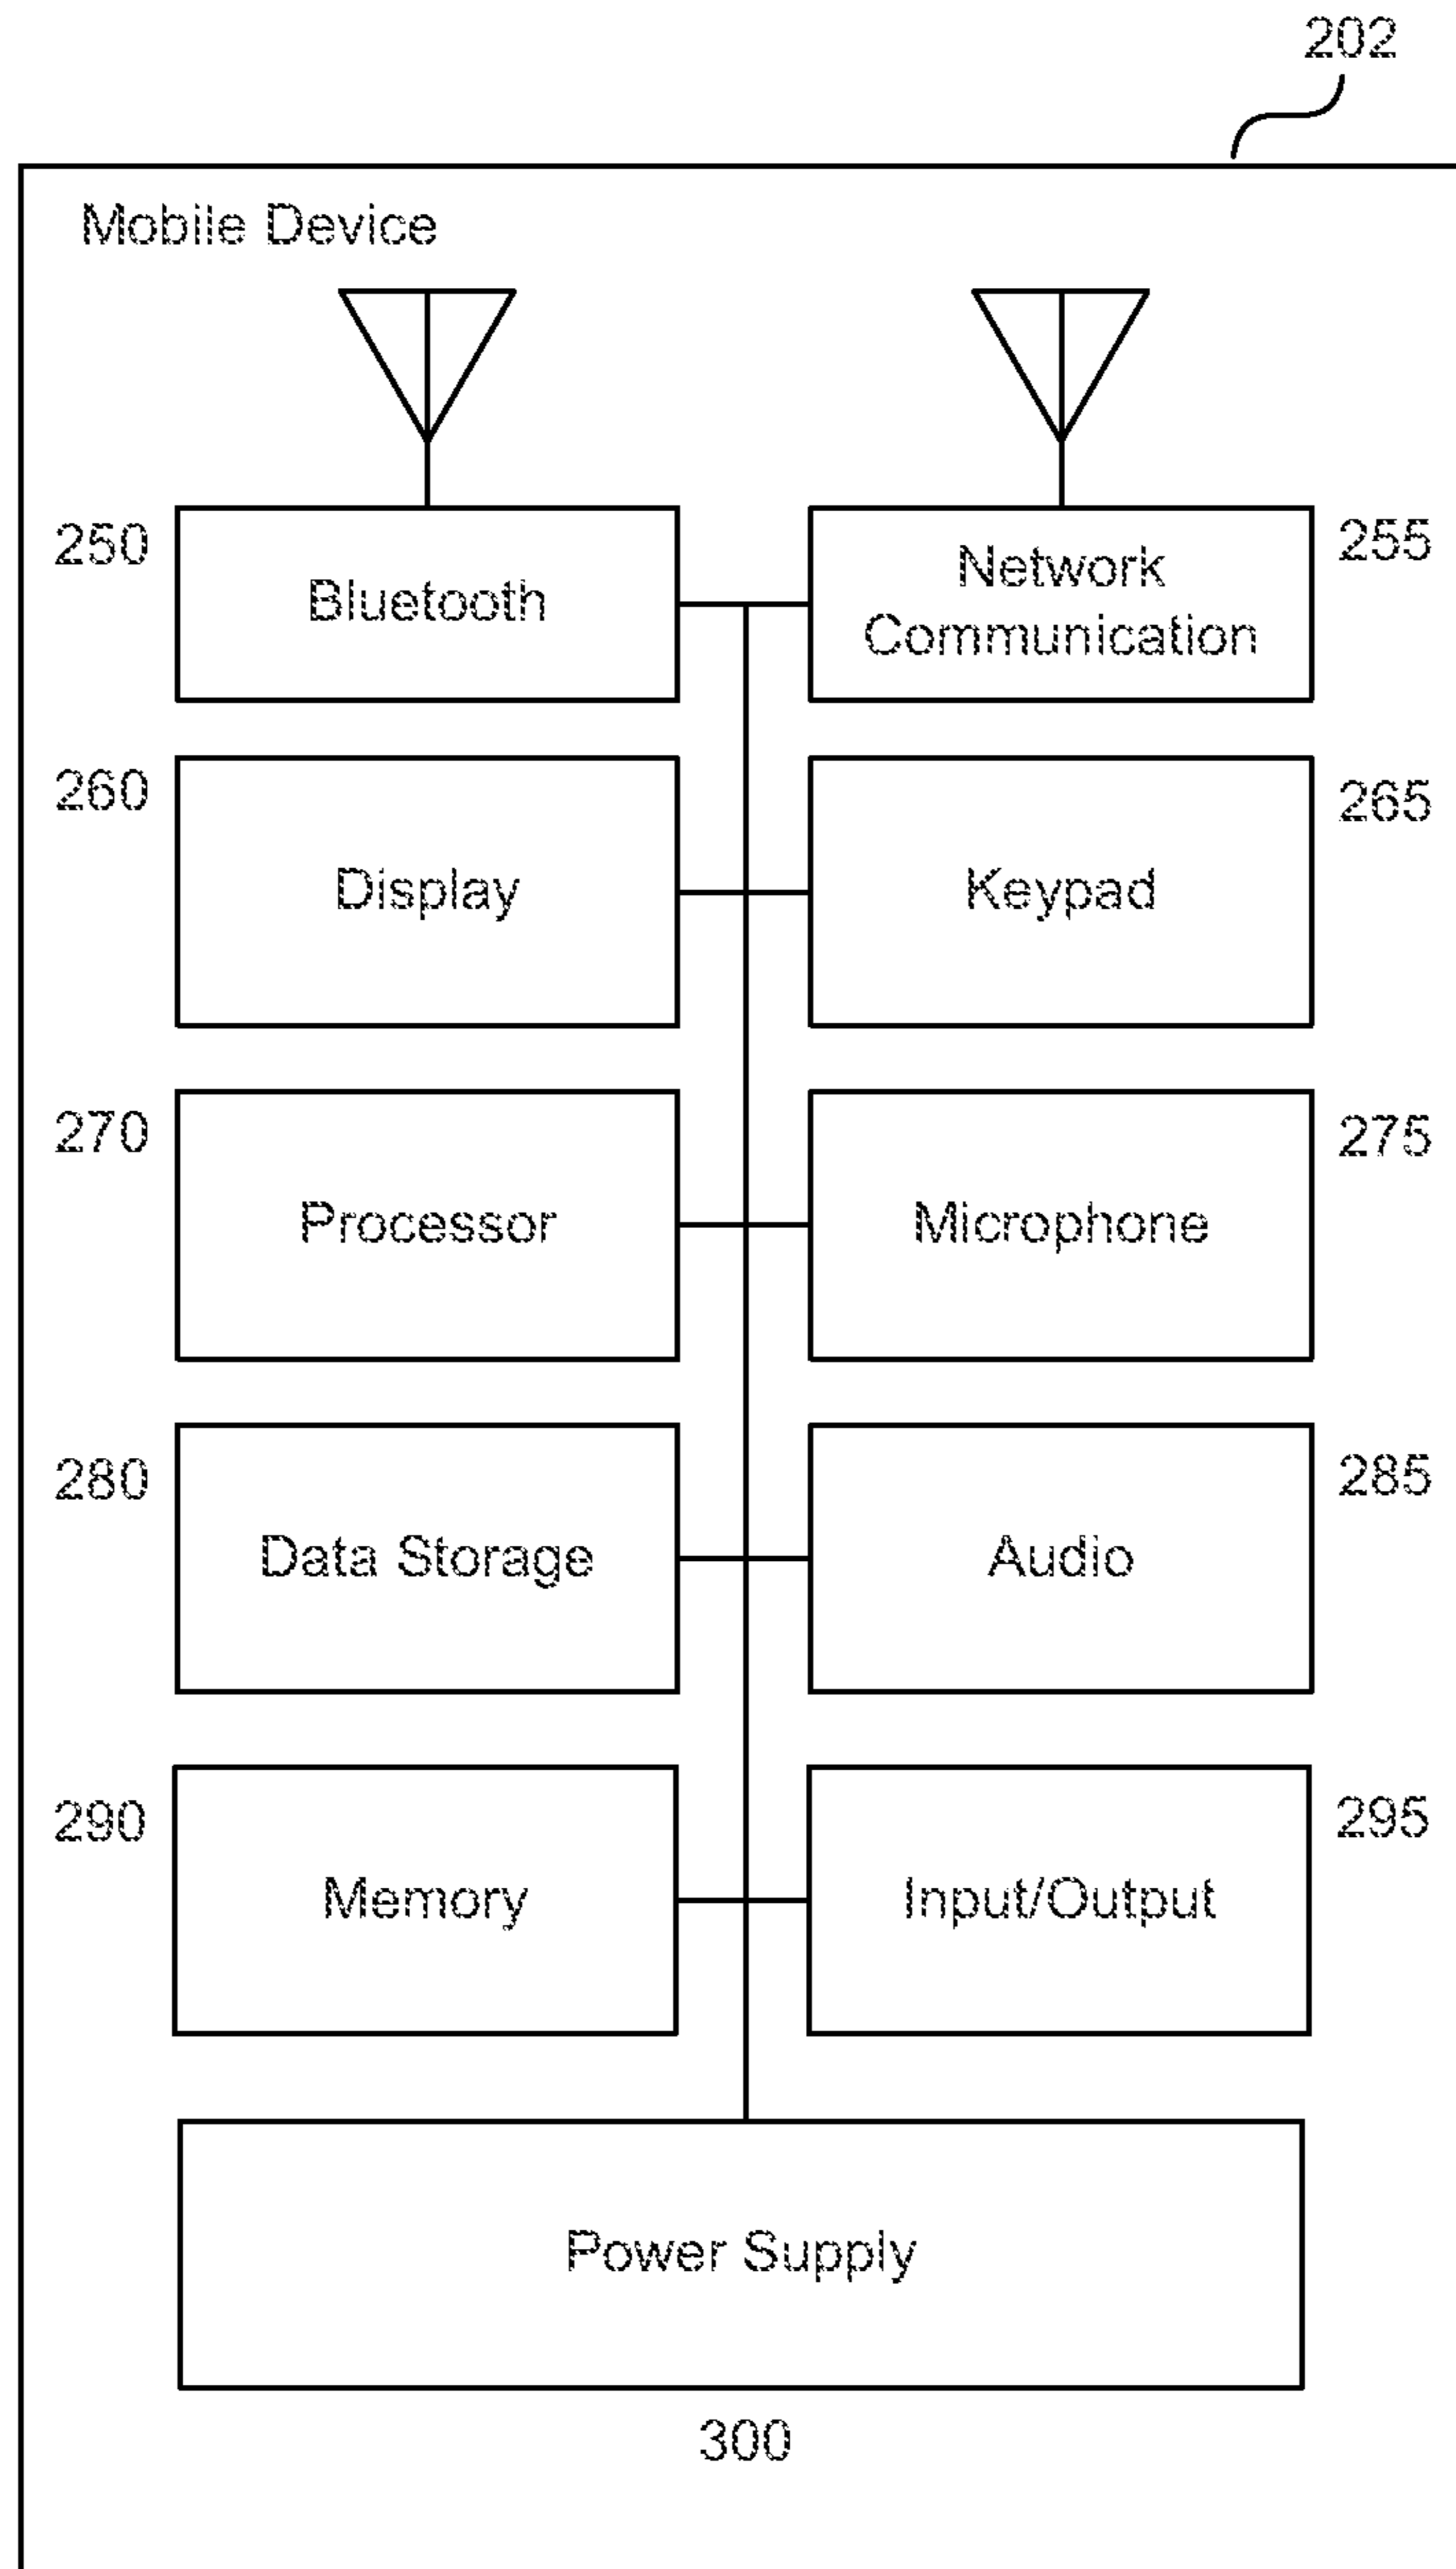 202
Mobile Device
250
Bluetooth
Network
Communication
255
260
Display
Keypad
265
270
Processor
Microphone
275
280
Data Storage
Audio
285
290
Memory
Input/Output
295
Power Supply
300